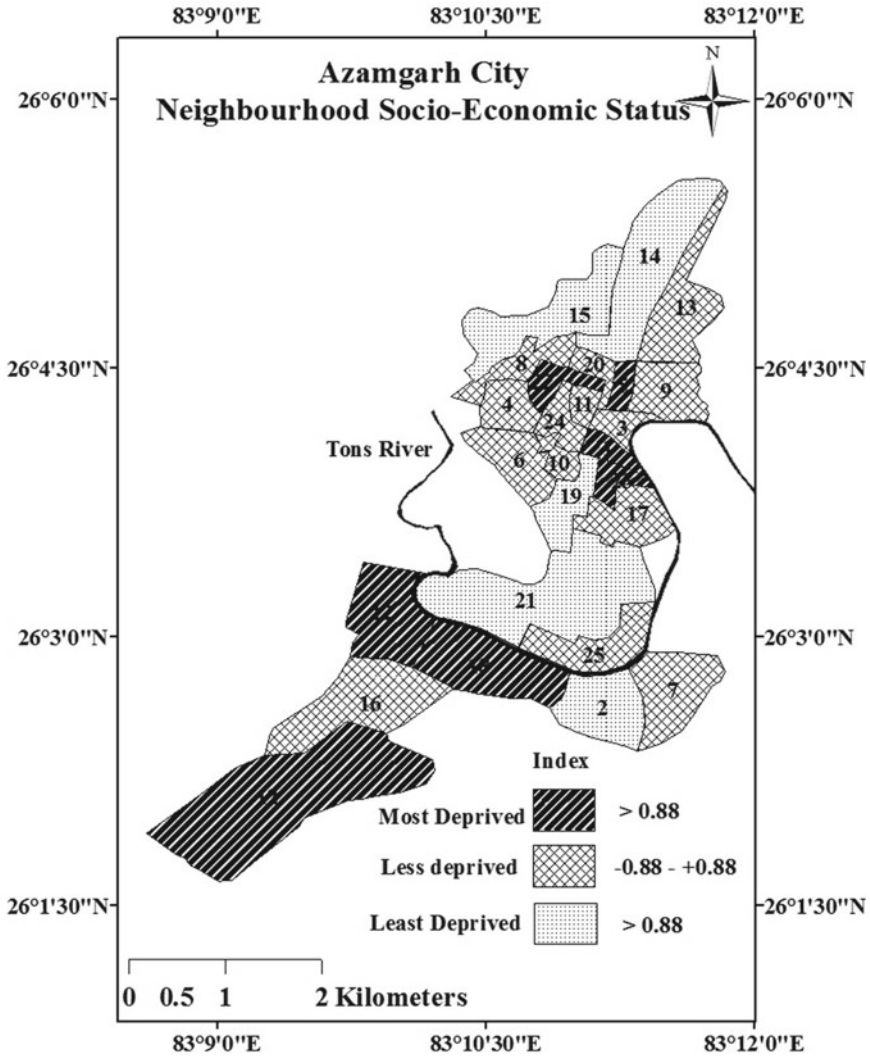 83°9'0"E 83°10'30"E 83°12'0"E
N
Azamgarh City
Neighbourhood Socio-Economic Status
26°6'0"N 26°6'0"N
14
13
15
26°4'30"N 26°4'30"N
8 20
9
4 11
24 3
Tons River
6 10
19
17
21
26°3'0"N 26°3'0"N
25
16 2 7
Index
Most Deprived > 0.88
Less deprived -0.88 - +0.88
Least Deprived > 0.88
26°1'30"N 26°1'30"N
0 0.5 1 2 Kilometers
83°9'0"E 83°10'30"E 83°12'0"E